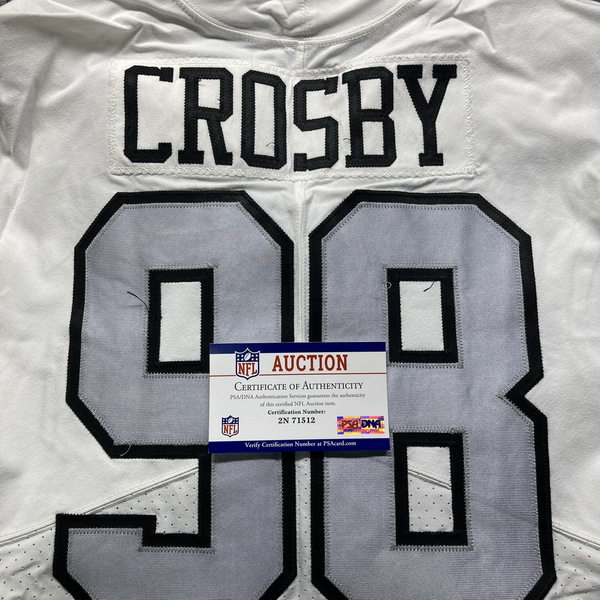 CROSBY
98
NFL AUCTION
CERTIFICATE OF AUTHENTICITY
PSA/DNA Authentication Services guarantees the authenticity
of this certified NFL Auction item.
Certification Number:
2N 71512
NFL
PSA/DNA
Verify Certification Number at PSAcard.com